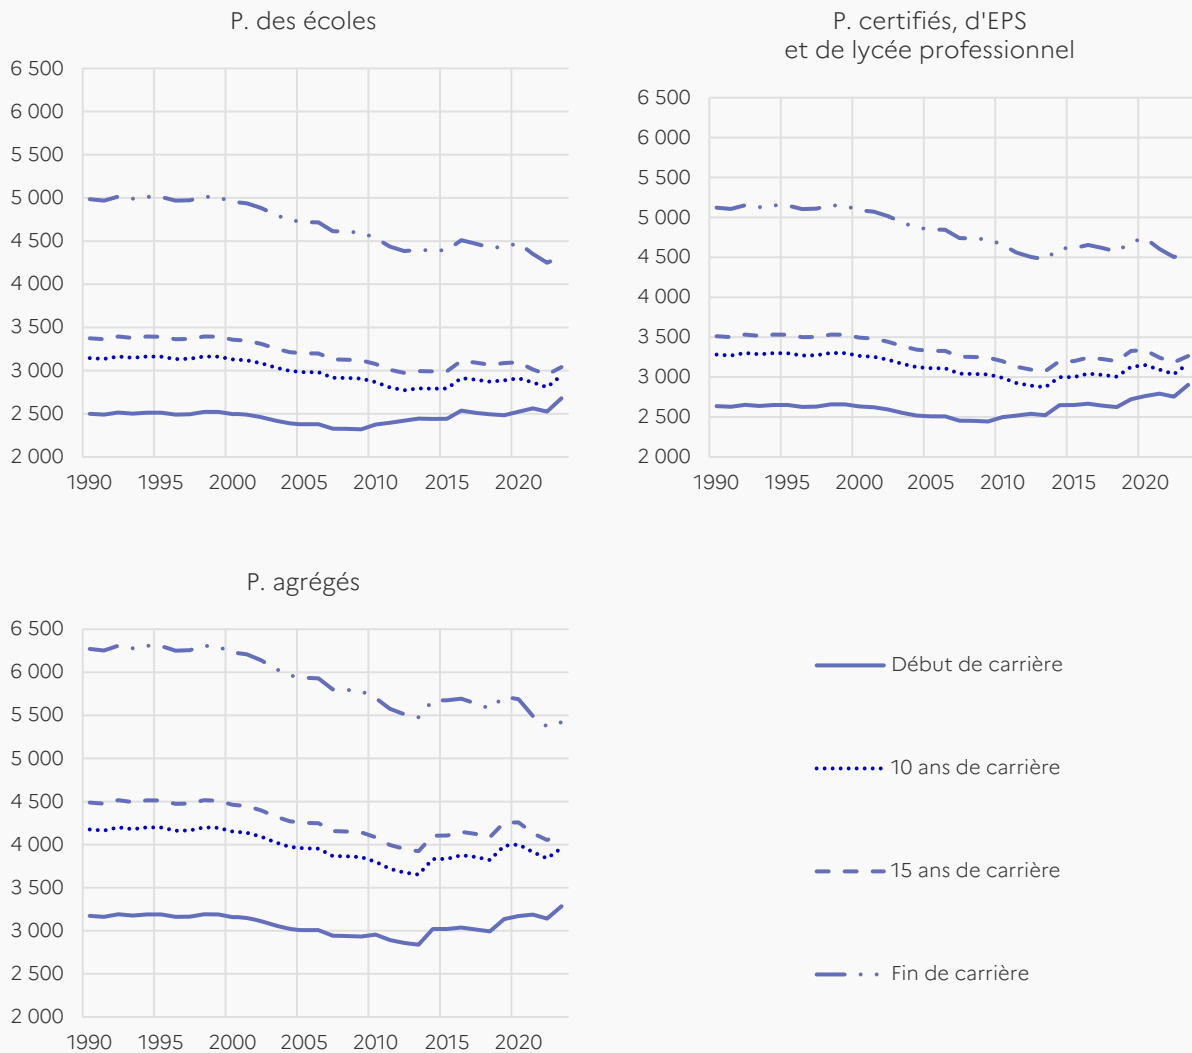 P. des écoles
6 500
6 000
5 500
5 000
4 500
4 000
3 500
3 000
2 500
2 000
1990 1995 2000 2005 2010 2015 2020
P. certifiés, d'EPS
et de lycée professionnel
6 500
6 000
5 500
5 000
4 500
4 000
3 500
3 000
2 500
2 000
1990 1995 2000 2005 2010 2015 2020
P. agrégés
6 500
6 000
5 500
5 000
4 500
4 000
3 500
3 000
2 500
2 000
1990 1995 2000 2005 2010 2015 2020
Début de carrière
10 ans de carrière
15 ans de carrière
Fin de carrière